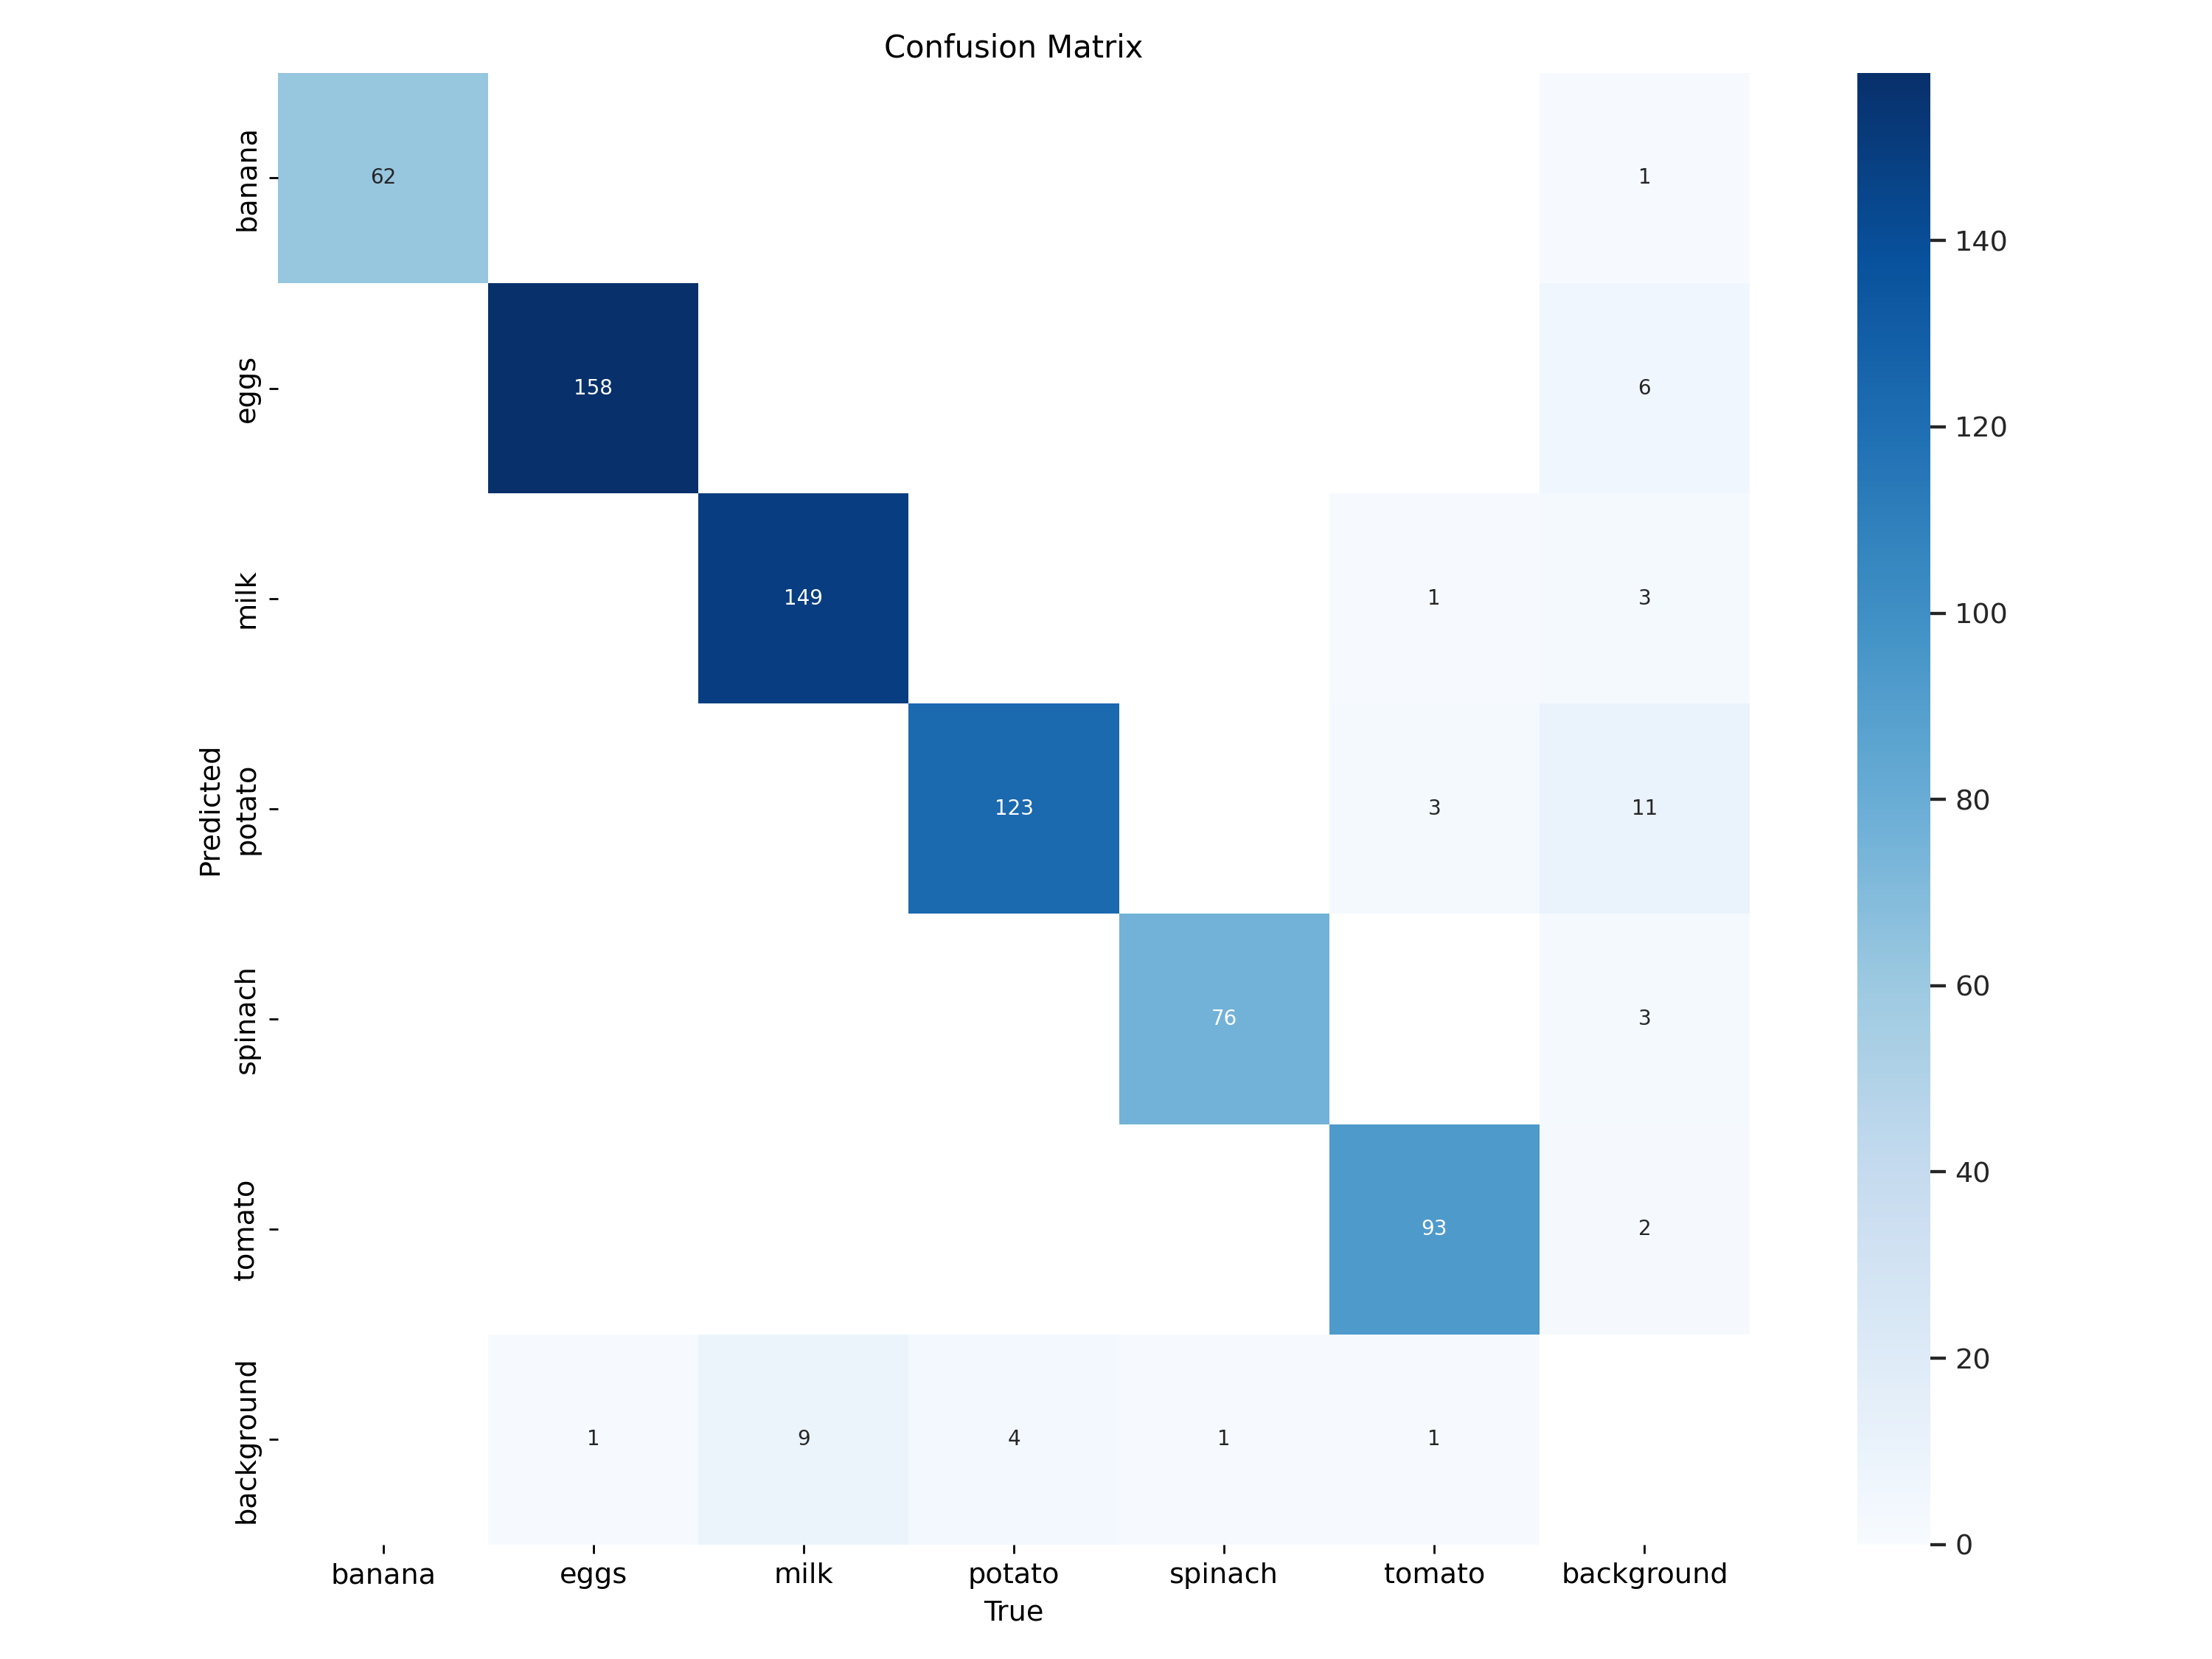 Confusion Matrix
banana
62
1
140
eggs
158
6
120
milk
149
1
3
100
Predicted
potato
123
3
11
80
spinach
76
3
60
tomato
93
2
40
background
1
9
4
1
1
20
0
banana eggs milk potato spinach tomato background
True